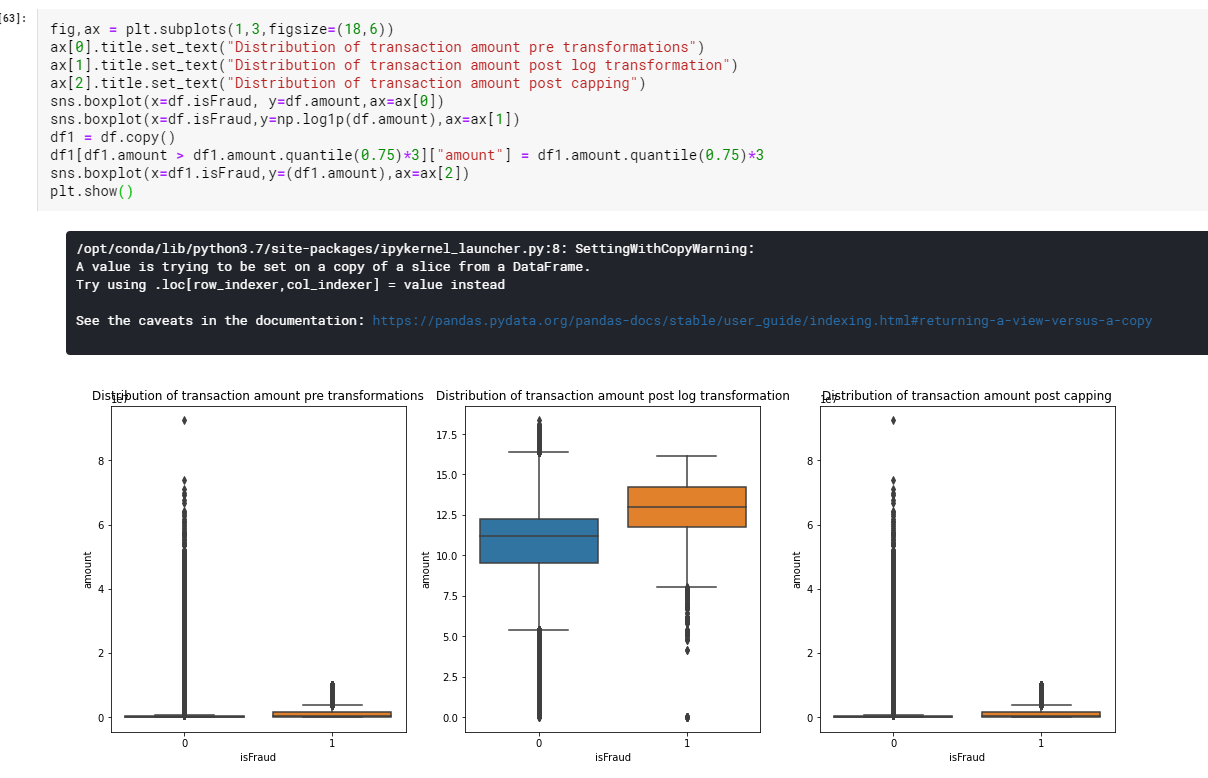 [63]:
fig,ax = plt.subplots(1,3,figsize=(18,6))
ax[0].title.set_text("Distribution of transaction amount pre transformations")
ax[1].title.set_text("Distribution of transaction amount post log transformation")
ax[2].title.set_text("Distribution of transaction amount post capping")
sns.boxplot(x=df.isFraud, y=df.amount,ax=ax[0])
sns.boxplot(x=df.isFraud,y=np.log1p(df.amount),ax=ax[1])
df1 = df.copy()
df1[df1.amount > df1.amount.quantile(0.75)*3]["amount"] = df1.amount.quantile(0.75)*3
sns.boxplot(x=df1.isFraud,y=(df1.amount),ax=ax[2])
plt.show()
/opt/conda/lib/python3.7/site-packages/ipykernel_launcher.py:8: SettingWithCopyWarning:
A value is trying to be set on a copy of a slice from a DataFrame.
Try using .loc[row_indexer,col_indexer] = value instead
See the caveats in the documentation: https://pandas.pydata.org/pandas-docs/stable/user_guide/indexing.html#returning-a-view-versus-a-copy
Distribution of transaction amount pre transformations
1e7
8
6
4
2
0
amount
0 1
isFraud
Distribution of transaction amount post log transformation
17.5
15.0
12.5
10.0
7.5
5.0
2.5
0.0
amount
0 1
isFraud
Distribution of transaction amount post capping
1e7
8
6
4
2
0
amount
0 1
isFraud